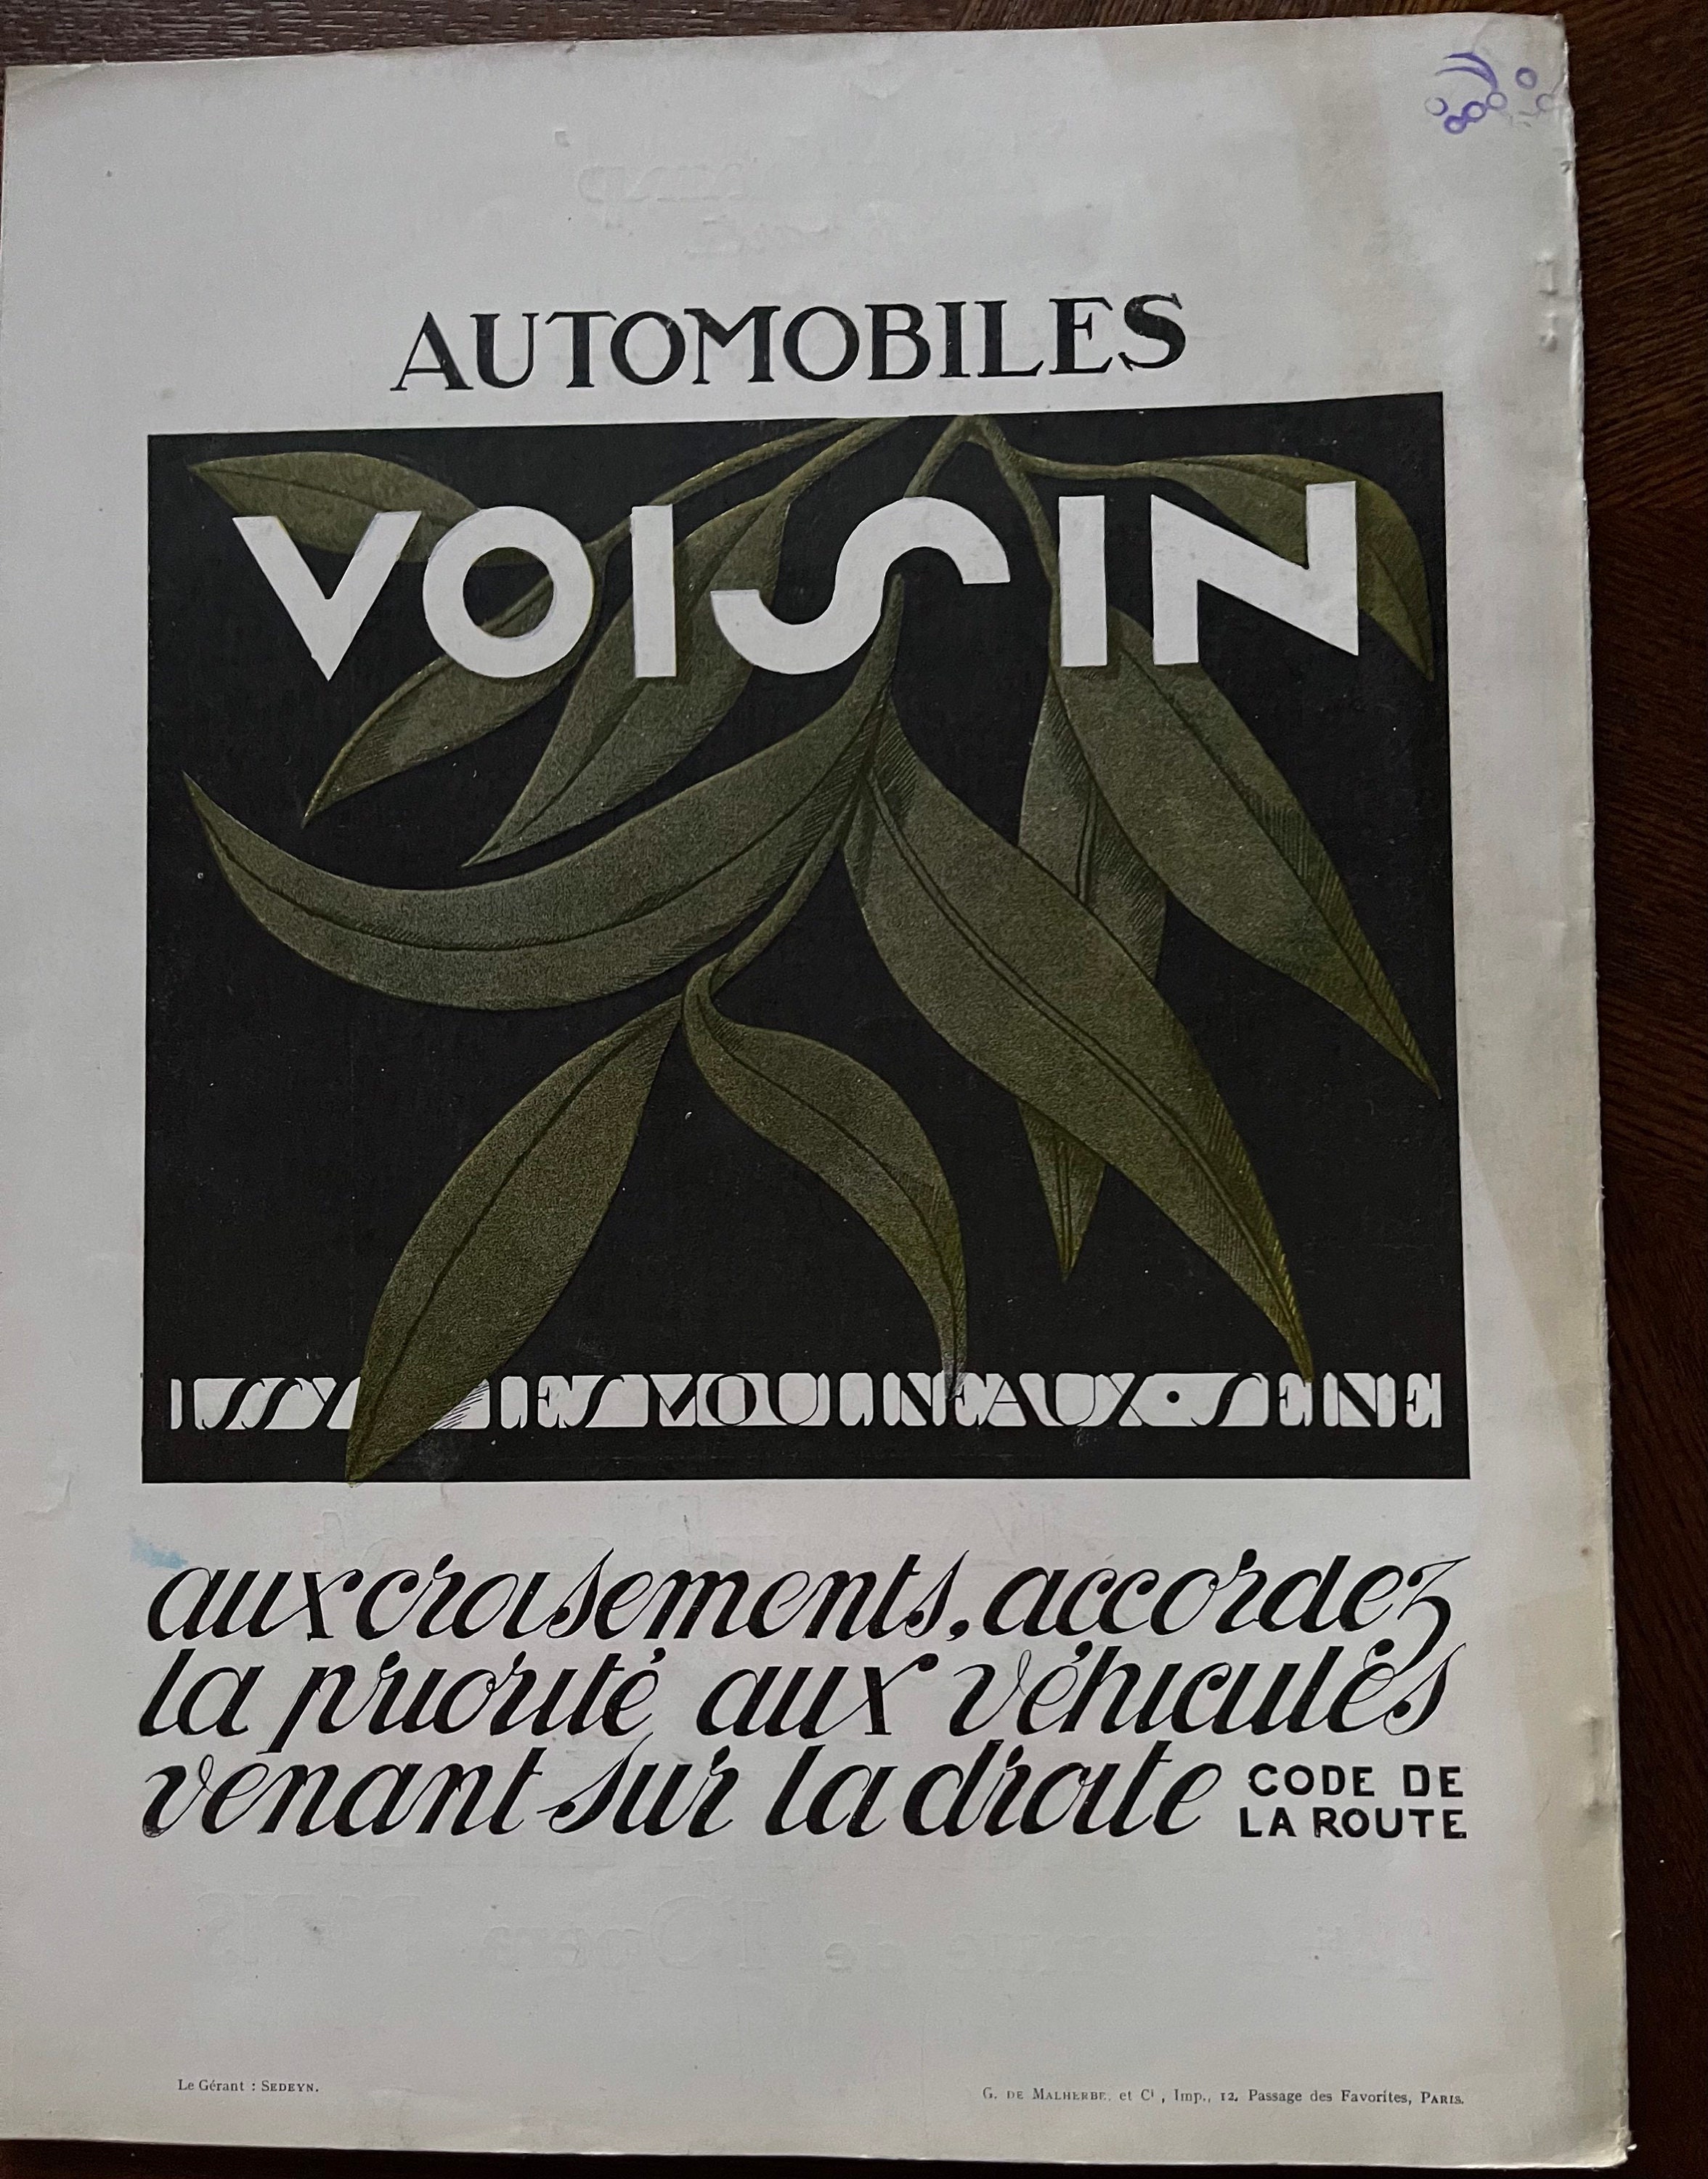 AUTOMOBILES
VOISIN
ISSY LES MOULINEAUX • SEINE
aux croisements, accordez
la priorité aux véhicules
venant sur la droite CODE DE
LA ROUTE
Le Gérant : SEDEYN.
G. DE MALHERBE, et Cⁱᵉ, Imp., 12, Passage des Favorites, PARIS.